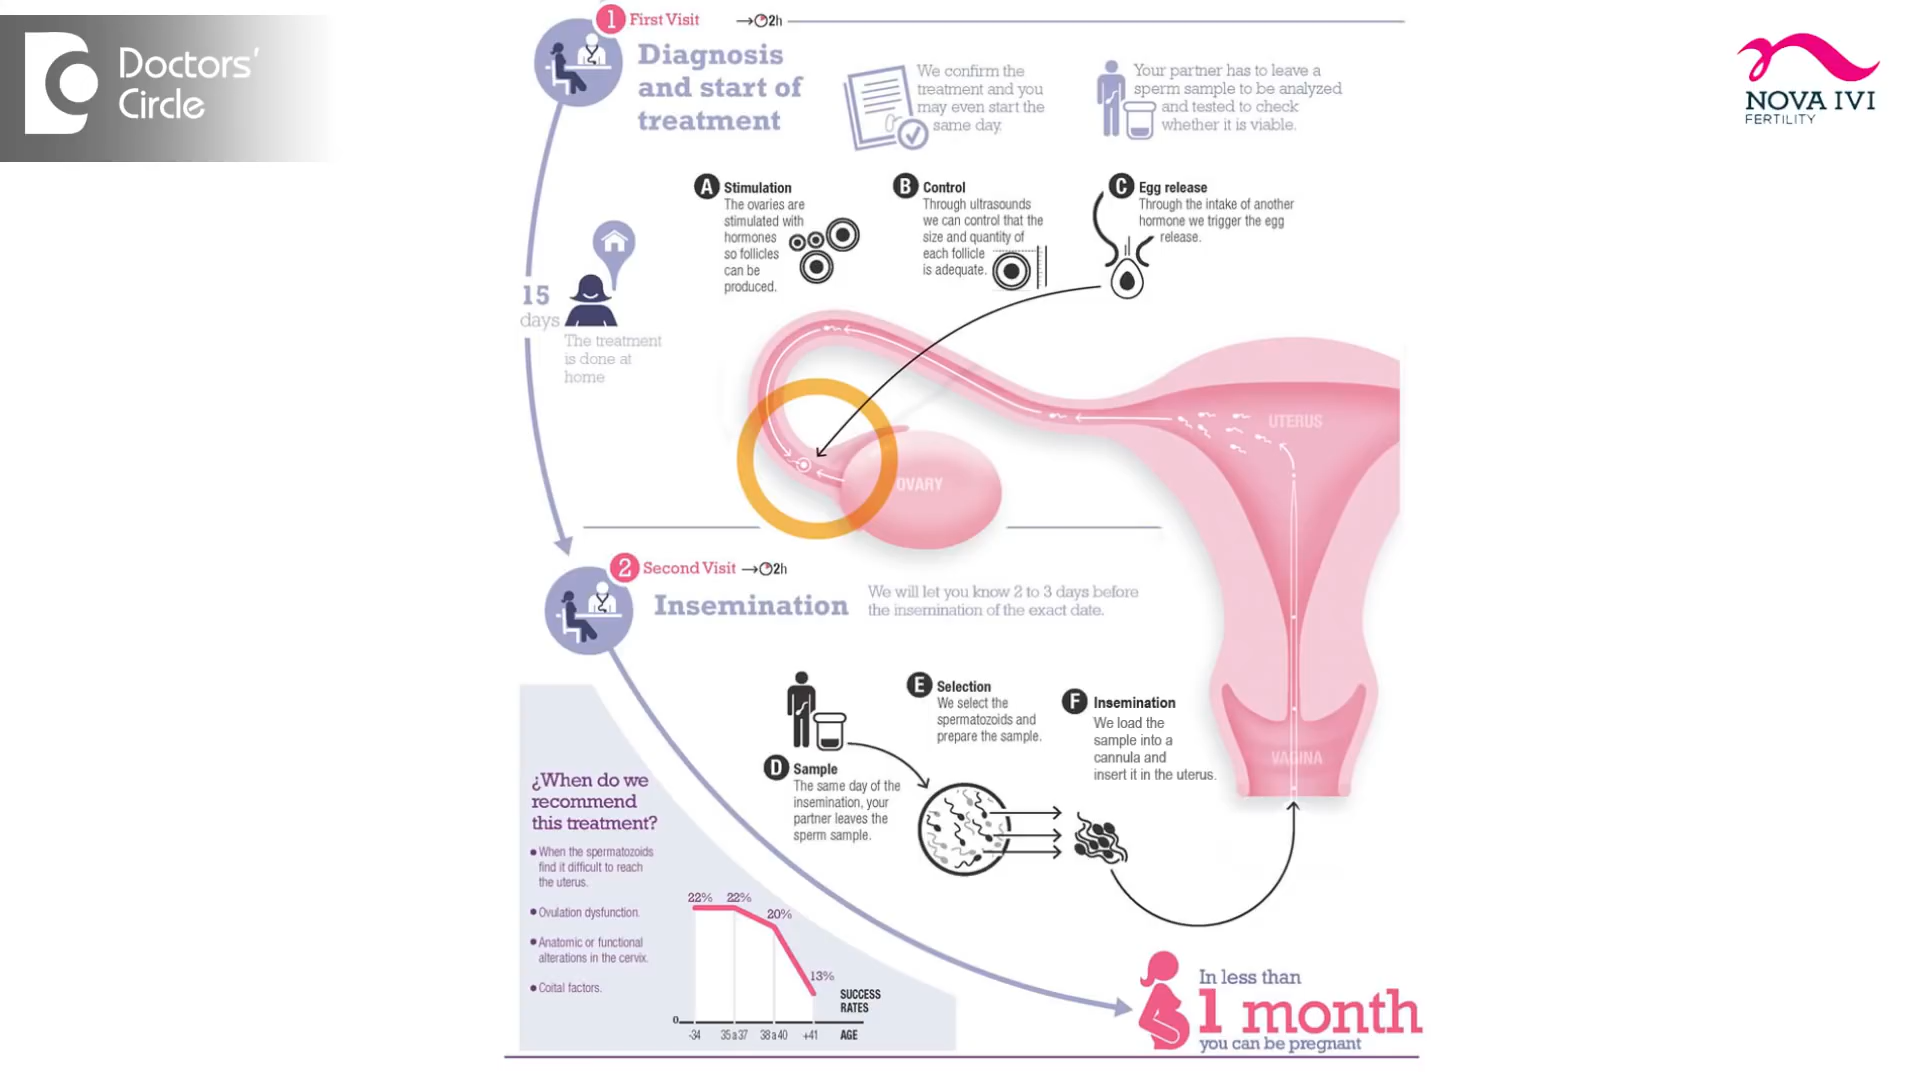 Doctors'
Circle
NOVA IVI
FERTILITY
1 First Visit
2h
Diagnosis
and start of
treatment
We confirm the
treatment and you
may even start the
same day.
Your partner has to leave a
sperm sample to be analyzed
and tested to check
whether it is viable.
A Stimulation
The ovaries are
stimulated with
hormones
so follicles
can be
produced.
B Control
Through ultrasounds
we can control that the
size and quantity of
each follicle
is adequate.
C Egg release
Through the intake of another
hormone we trigger the egg
release.
15
days
The treatment
is done at
home
UTERUS
OVARY
VAGINA
2 Second Visit
2h
Insemination
We will let you know 2 to 3 days before
the insemination of the exact date.
D Sample
The same day of the
insemination, your
partner leaves the
sperm sample.
E Selection
We select the
spermatozoids and
prepare the sample.
F Insemination
We load the
sample into a
cannula and
insert it in the uterus.
¿When do we
recommend
this treatment?
When the spermatozoids
find it difficult to reach
the uterus.
Ovulation dysfunction.
Anatomic or functional
alterations in the cervix.
Coital factors.
22% 22%
20%
13%
SUCCESS
RATES
0
-34 35 a 37 38 a 40 +41 AGE
In less than
1 month
you can be pregnant